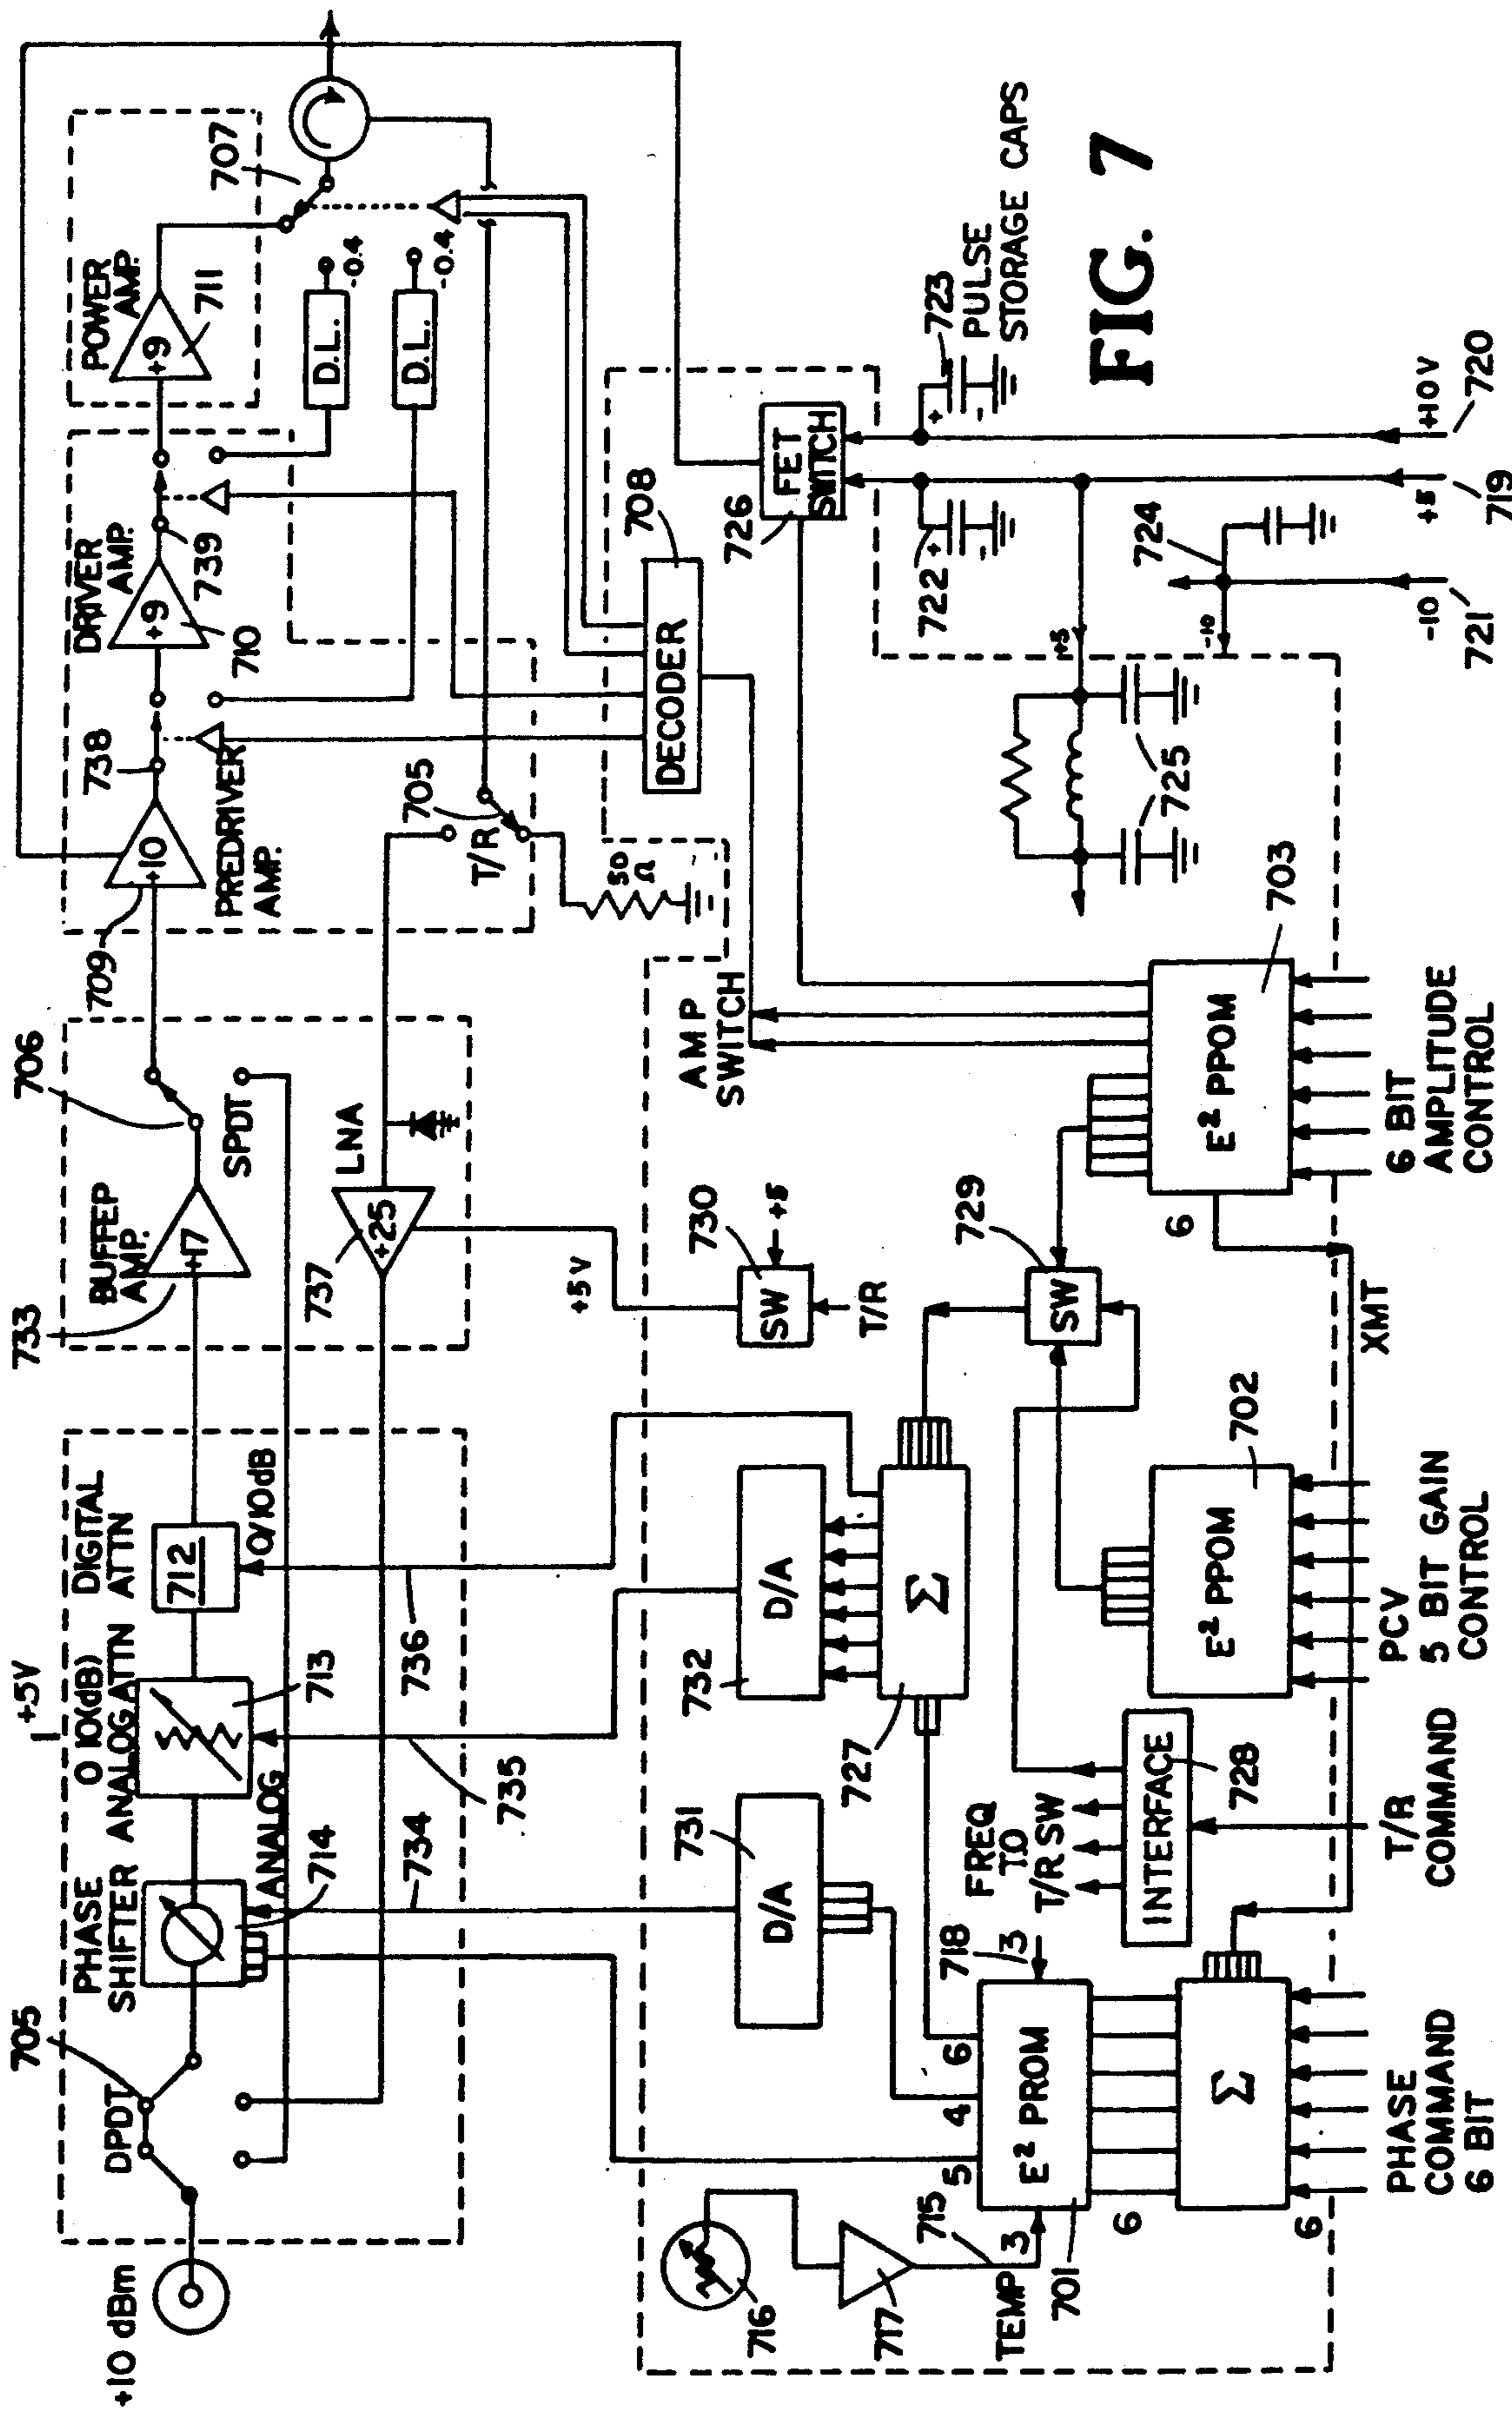 +10 dBm
705
DPDT
PHASE
SHIFTER
714
ANALOG
734
+5V
0 10(dB)
ANALOG ATTN
713
735
DIGITAL
ATTN
712
0/10dB
736
733
BUFFEP
AMP.
+17
706
SPDT
LNA
+25
737
709
+10
PREDRIVER
AMP.
738
DRIVER
AMP.
+9
710
739
POWER
AMP.
+9
711
707
D.L.
-0.4
D.L.
-0.4
705
T/R
50
Ω
708
DECODER
726
FET
SWITCH
723
PULSE
STORAGE CAPS
722
+
-
+
-
724
+5
-10
725
+10V
720
+5
719
-10
721
FIG. 7
AMP
SWITCH
+5V
730
SW
+5
T/R
729
SW
703
E² PPOM
6
6 BIT
AMPLITUDE
CONTROL
XMT
702
E² PPOM
PCV
5 BIT GAIN
CONTROL
732
D/A
Σ
727
731
D/A
FREQ
TO
T/R SW
INTERFACE
728
T/R
COMMAND
718
3
5
4
6
E² PROM
701
716
717
715
TEMP
3
6
Σ
6
PHASE
COMMAND
6 BIT